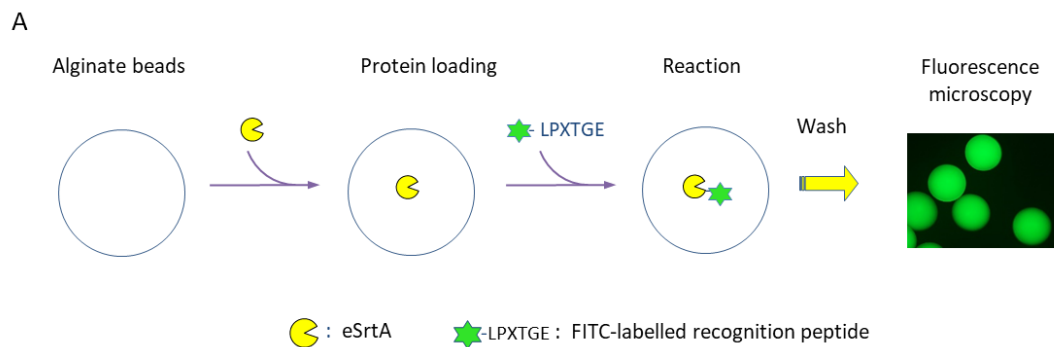 A
Alginate beads
Protein loading
Reaction
Fluorescence
microscopy
- LPXTGE
Wash
: eSrtA
-LPXTGE : FITC-labelled recognition peptide